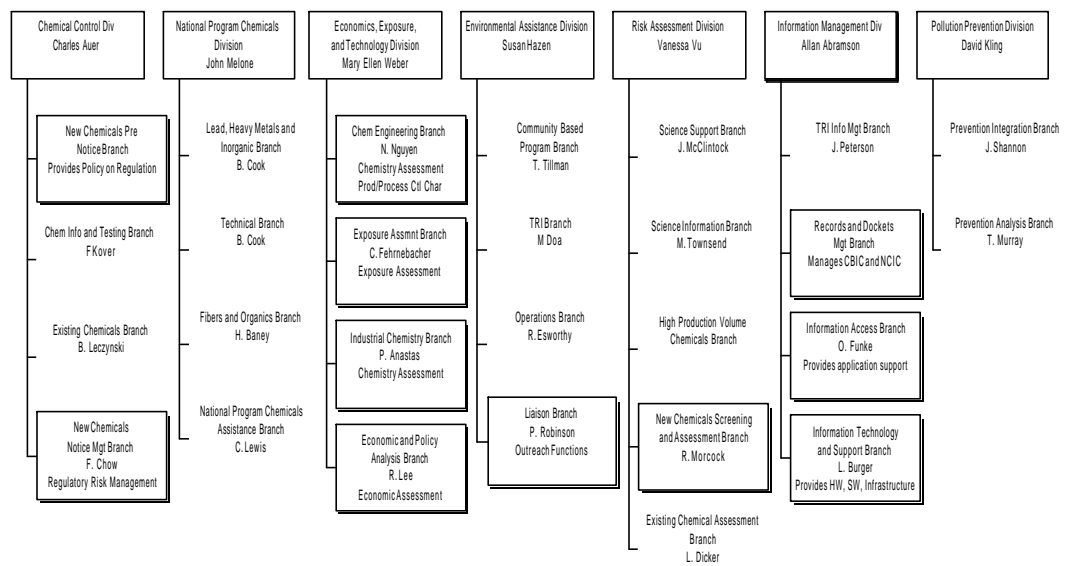 Chemical Control Div
Charles Auer
New Chemicals Pre
Notice Branch
Provides Policy on Regulation
Chem Info and Testing Branch
F Kover
Existing Chemicals Branch
B. Leczynski
New Chemicals
Notice Mgt Branch
F. Chow
Regulatory Risk Management
National Program Chemicals
Division
John Melone
Lead, Heavy Metals and
Inorganic Branch
B. Cook
Technical Branch
B. Cook
Fibers and Organics Branch
H. Baney
National Program Chemicals
Assistance Branch
C. Lewis
Economics, Exposure,
and Technology Division
Mary Ellen Weber
Chem Engineering Branch
N. Nguyen
Chemistry Assessment
Prod/Process Ctl Char
Exposure Assmnt Branch
C. Fehrnebacher
Exposure Assessment
Industrial Chemistry Branch
P. Anastas
Chemistry Assessment
Economic and Policy
Analysis Branch
R. Lee
Economic Assessment
Environmental Assistance Division
Susan Hazen
Community Based
Program Branch
T. Tillman
TRI Branch
M Doa
Operations Branch
R. Esworthy
Liaison Branch
P. Robinson
Outreach Functions
Risk Assessment Division
Vanessa Vu
Science Support Branch
J. McClintock
Science Information Branch
M. Townsend
High Production Volume
Chemicals Branch
New Chemicals Screening
and Assessment Branch
R. Morcock
Existing Chemical Assessment
Branch
L. Dicker
Information Management Div
Allan Abramson
TRI Info Mgt Branch
J. Peterson
Records and Dockets
Mgt Branch
Manages CBIC and NCIC
Information Access Branch
O. Funke
Provides application support
Information Technology
and Support Branch
L. Burger
Provides HW, SW, Infrastructure
Pollution Prevention Division
David Kling
Prevention Integration Branch
J. Shannon
Prevention Analysis Branch
T. Murray